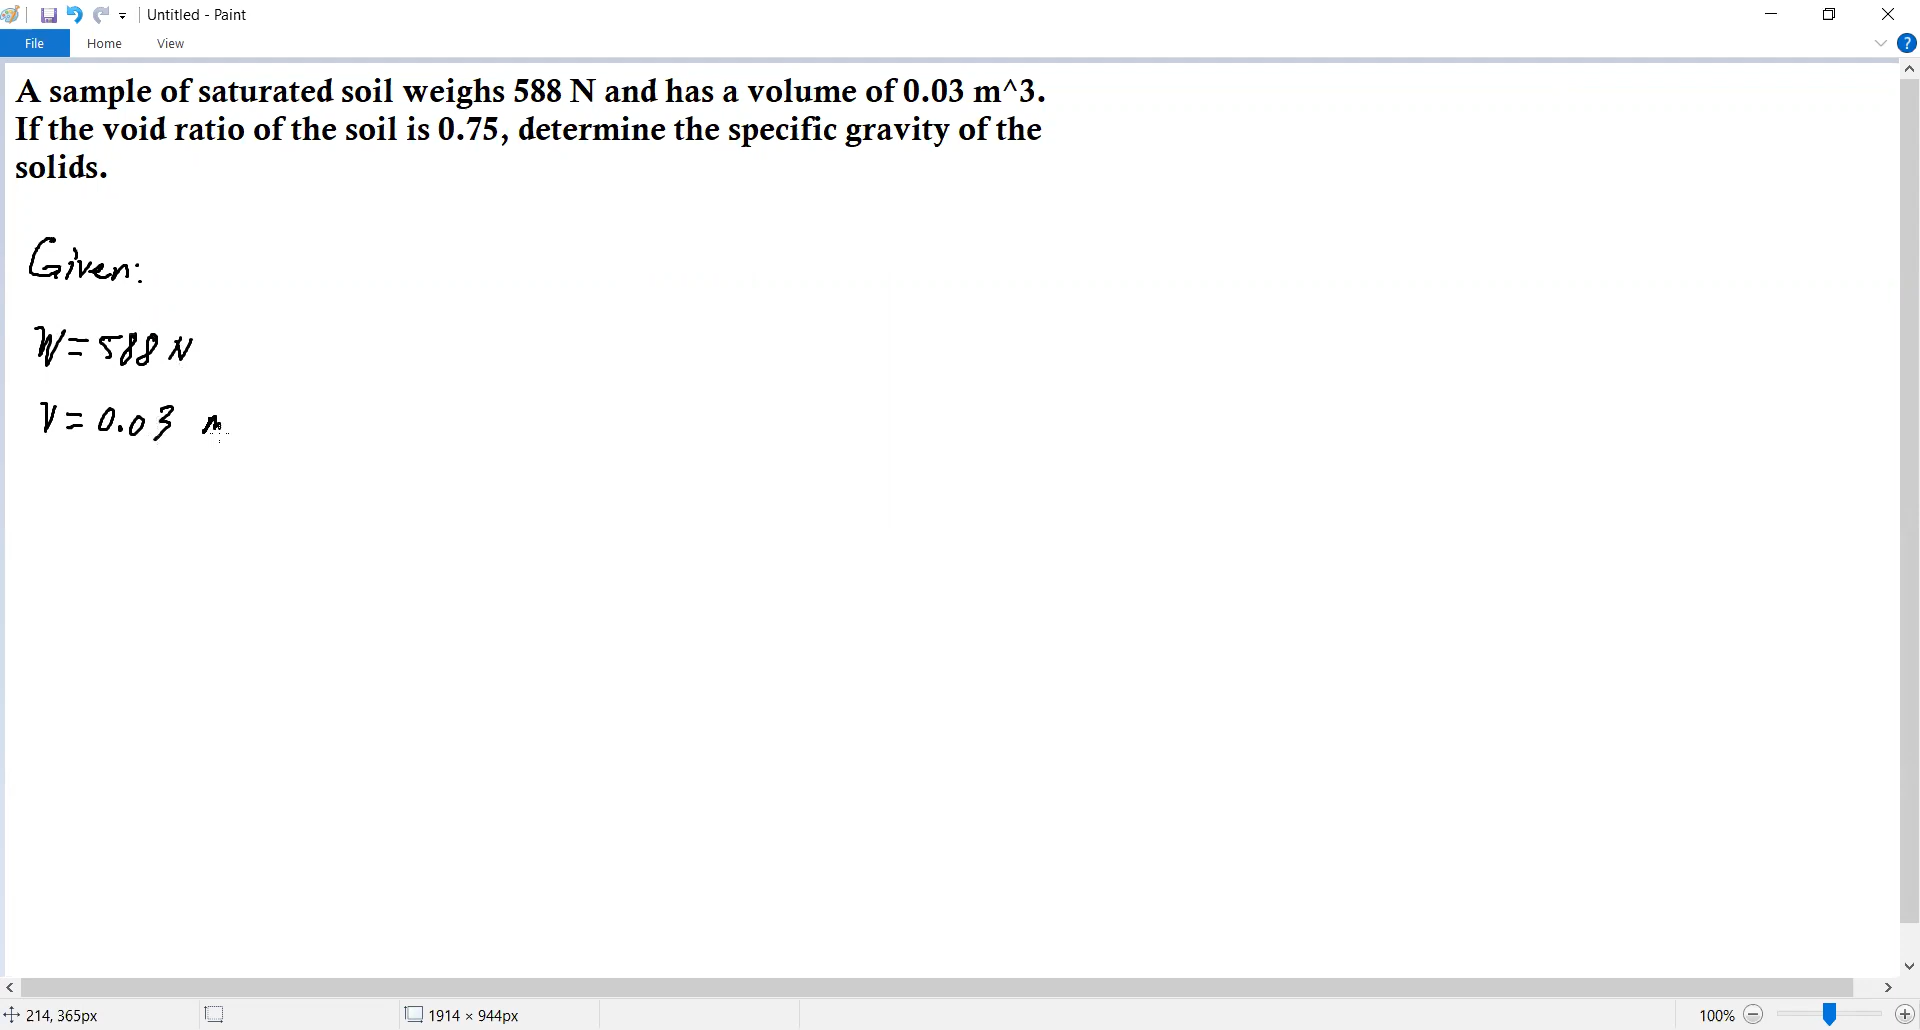 Untitled - Paint
File Home View
A sample of saturated soil weighs 588 N and has a volume of 0.03 m^3.
If the void ratio of the soil is 0.75, determine the specific gravity of the
solids.
Given:
W = 588 N
V = 0.03 m
214, 365px 1914 × 944px 100%